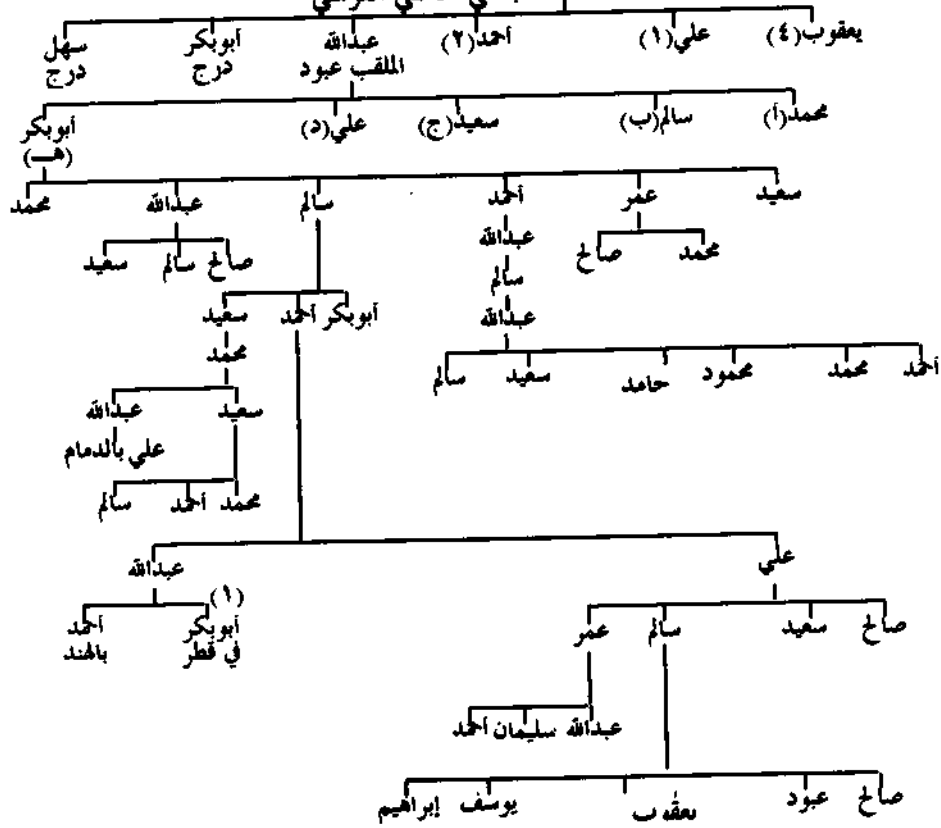 يعقوب(٤) علي(١) أحمد(٢) عبدالله أبوبكر سهل
الملقب عبود درج درج
محمد(أ) سالم(ب) سعيد(ج) علي(د) أبوبكر
(هـ)
سعيد عمر أحمد سالم عبدالله محمد
محمد صالح عبدالله صالح سالم سعيد
سالم
أبوبكر أحمد سعيد عبدالله
محمد
أحمد محمد محمود حامد سعيد سالم
سعيد عبدالله
علي بالدمام
محمد أحمد سالم
علي عبدالله
(١)
صالح سعيد سالم عمر أبوبكر أحمد
في قطر بالهند
عبدالله سليمان أحمد
صالح عبود يعقوب يوسف إبراهيم